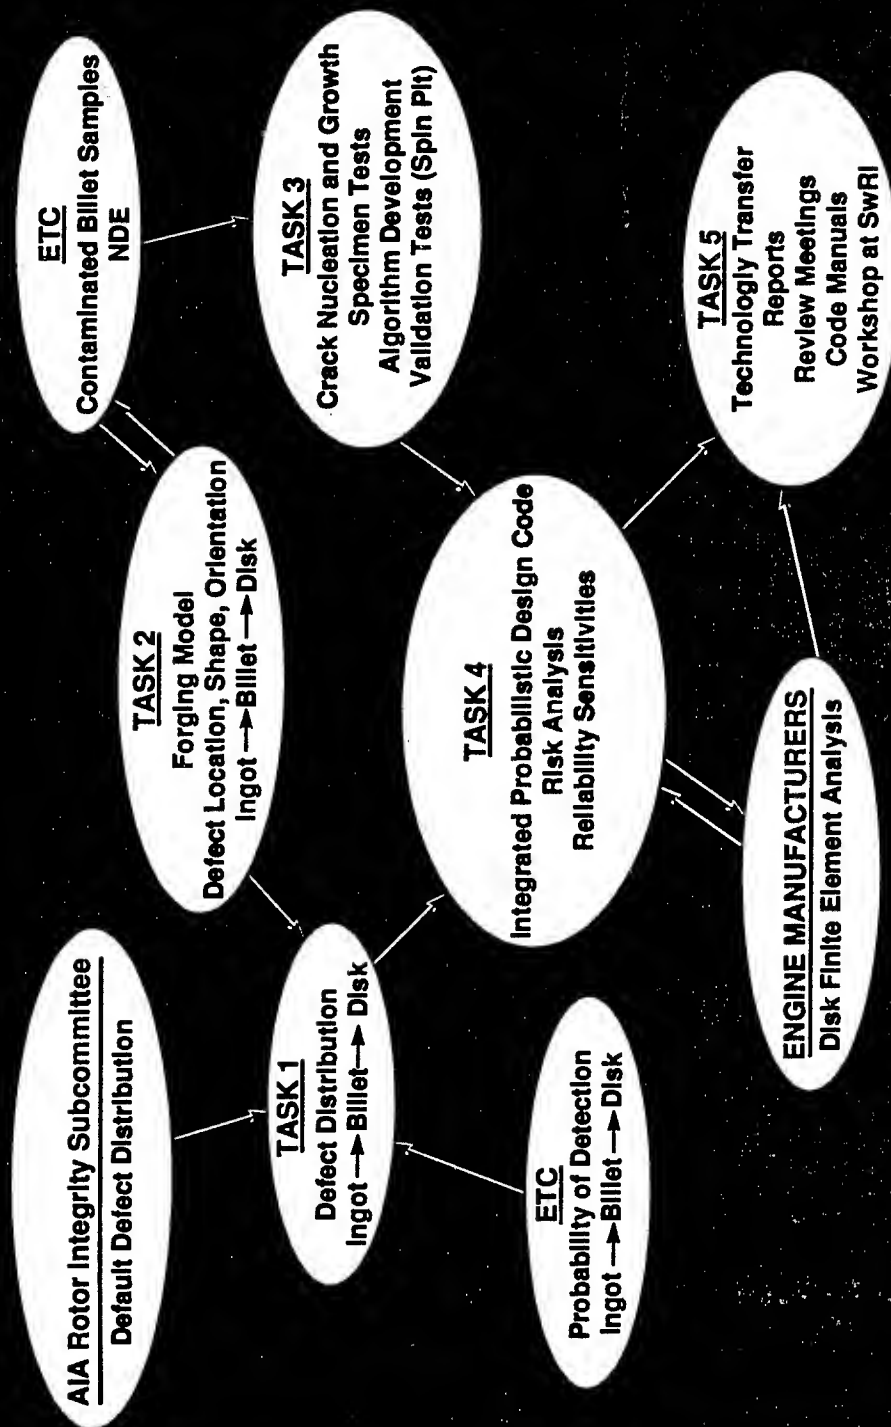 AIA Rotor Integrity Subcommittee
Default Defect Distribution
TASK 2
Forging Model
Defect Location, Shape, Orientation
Ingot → Billet → Disk
ETC
Contaminated Billet Samples
NDE
TASK 1
Defect Distribution
Ingot → Billet → Disk
TASK 3
Crack Nucleation and Growth
Specimen Tests
Algorithm Development
Validation Tests (Spin Pit)
ETC
Probability of Detection
Ingot → Billet → Disk
TASK 4
Integrated Probabilistic Design Code
Risk Analysis
Reliability Sensitivities
ENGINE MANUFACTURERS
Disk Finite Element Analysis
TASK 5
Technologly Transfer
Reports
Review Meetings
Code Manuals
Workshop at SwRI